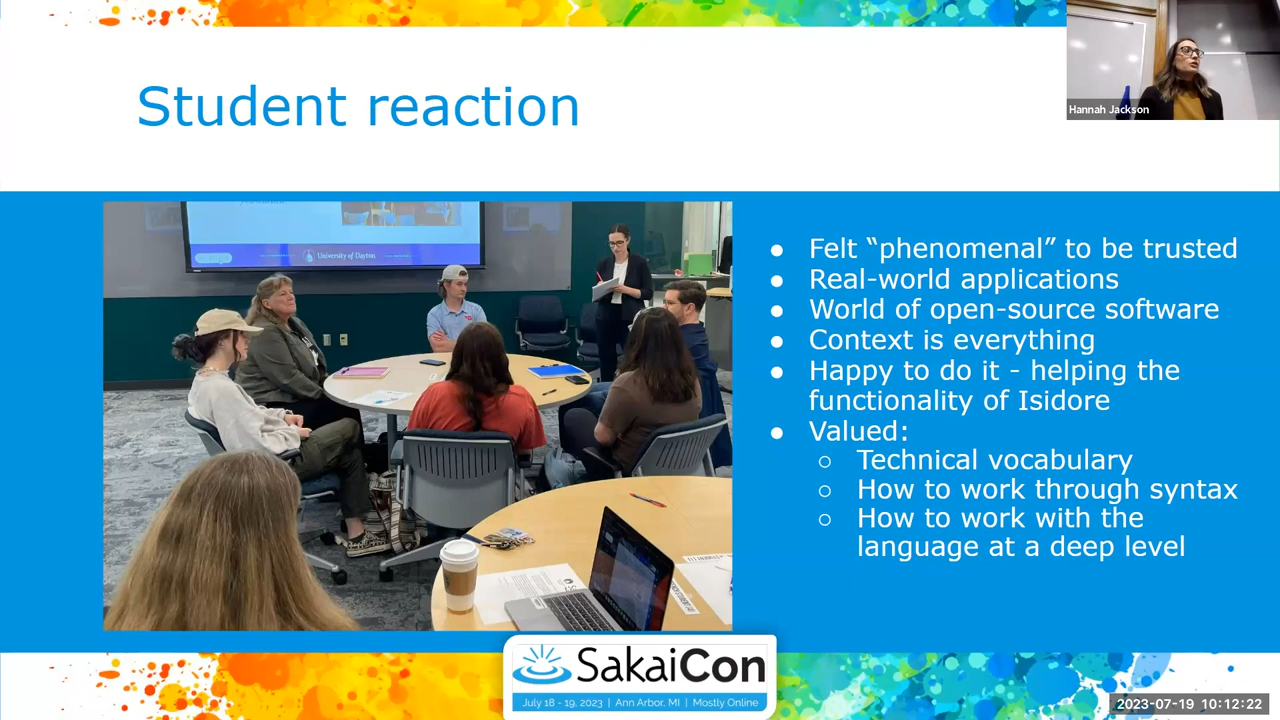 Student reaction
Hannah Jackson
University of Dayton
● Felt “phenomenal” to be trusted
● Real-world applications
● World of open-source software
● Context is everything
● Happy to do it - helping the
functionality of Isidore
● Valued:
○ Technical vocabulary
○ How to work through syntax
○ How to work with the
language at a deep level
SakaiCon
July 18 - 19, 2023 | Ann Arbor, MI | Mostly Online
2023-07-19 10:12:22